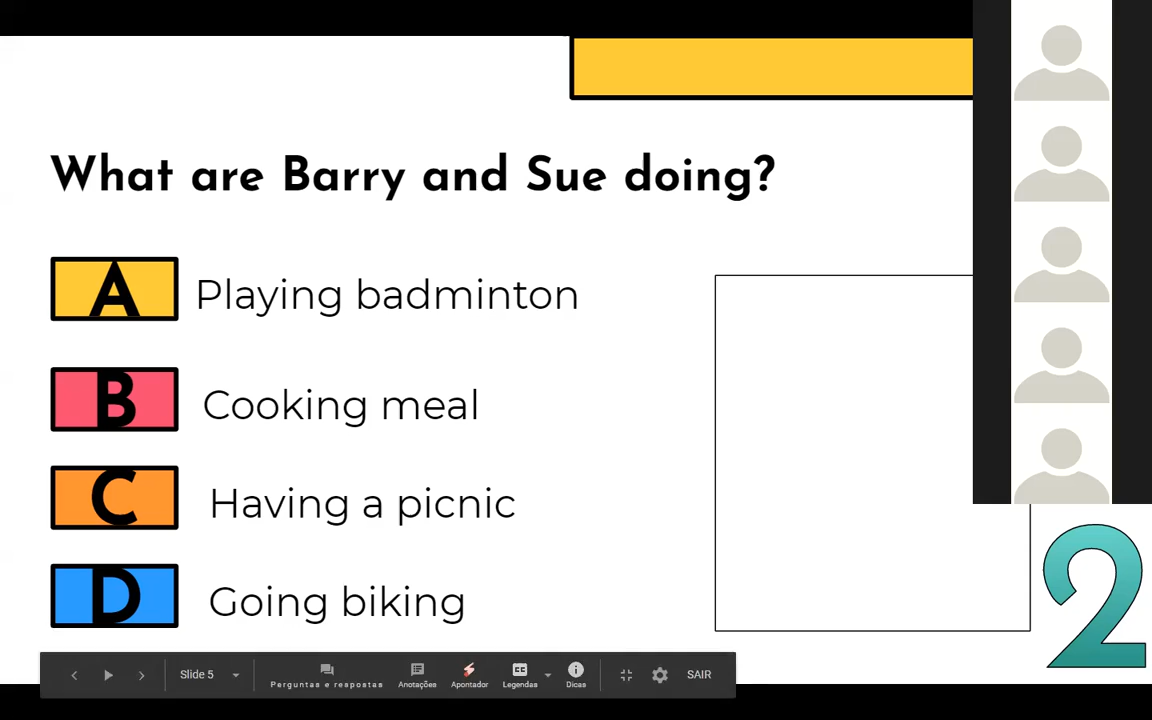 What are Barry and Sue doing?
A Playing badminton
B Cooking meal
C Having a picnic
D Going biking
2
Slide 5 Perguntas e respostas Anotações Apontador CC Legendas Dicas SAIR